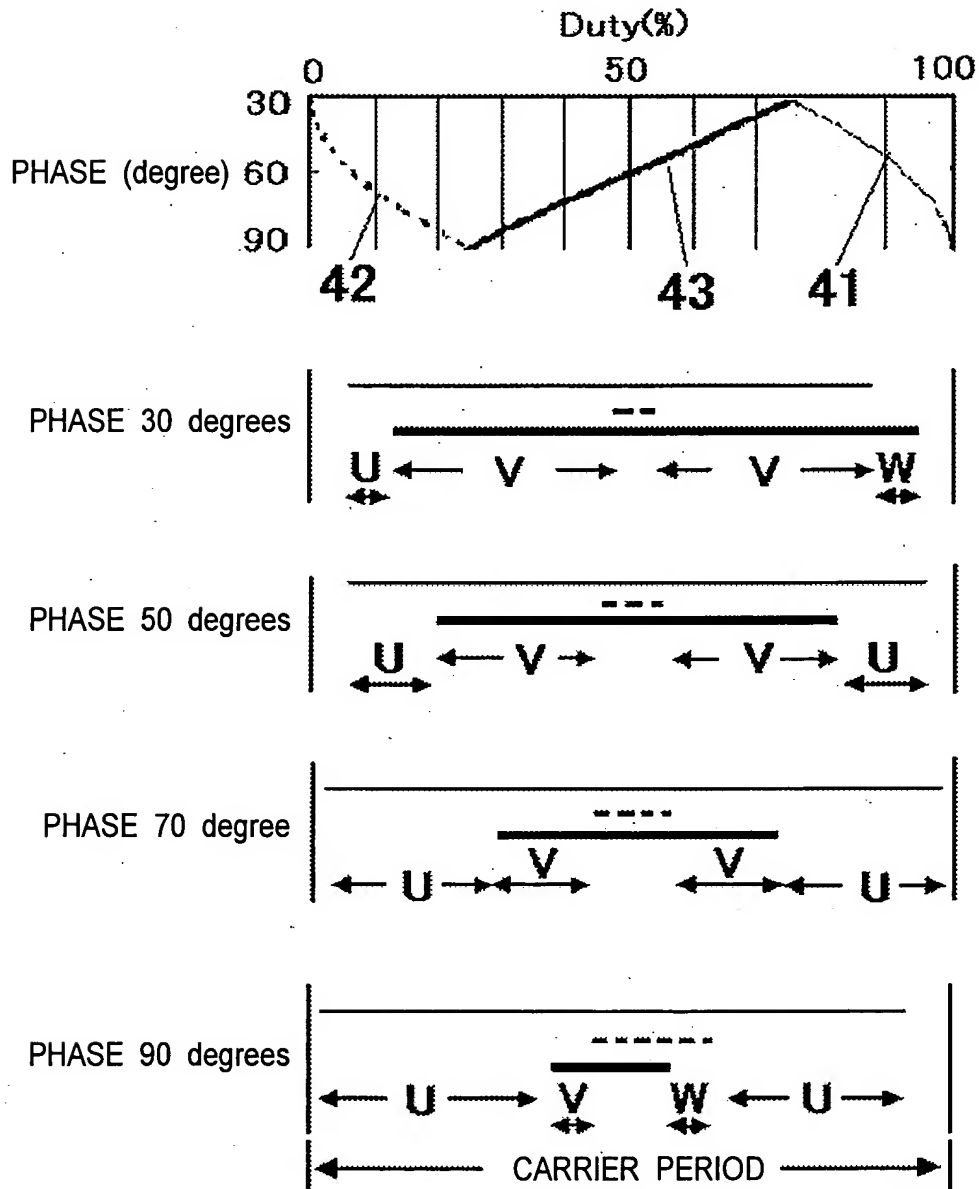 Duty(%)
0 50 100
30
PHASE (degree) 60
90
42 43 41
PHASE 30 degrees
U V V W
PHASE 50 degrees
U V V U
PHASE 70 degree
V V
U U
PHASE 90 degrees
U V W U
CARRIER PERIOD